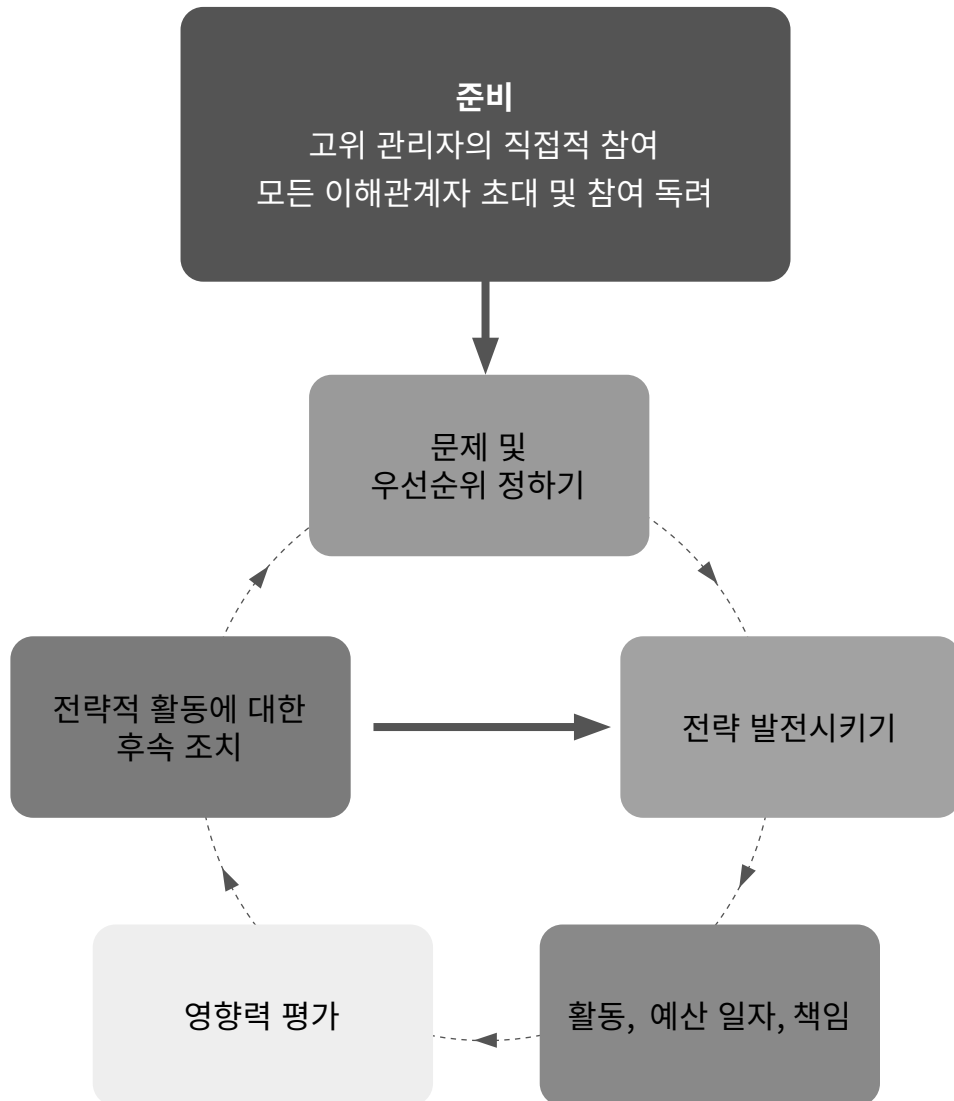 준비
고위 관리자의 직접적 참여
모든 이해관계자 초대 및 참여 독려
문제 및
우선순위 정하기
전략적 활동에 대한
후속 조치
전략 발전시키기
영향력 평가
활동, 예산 일자, 책임